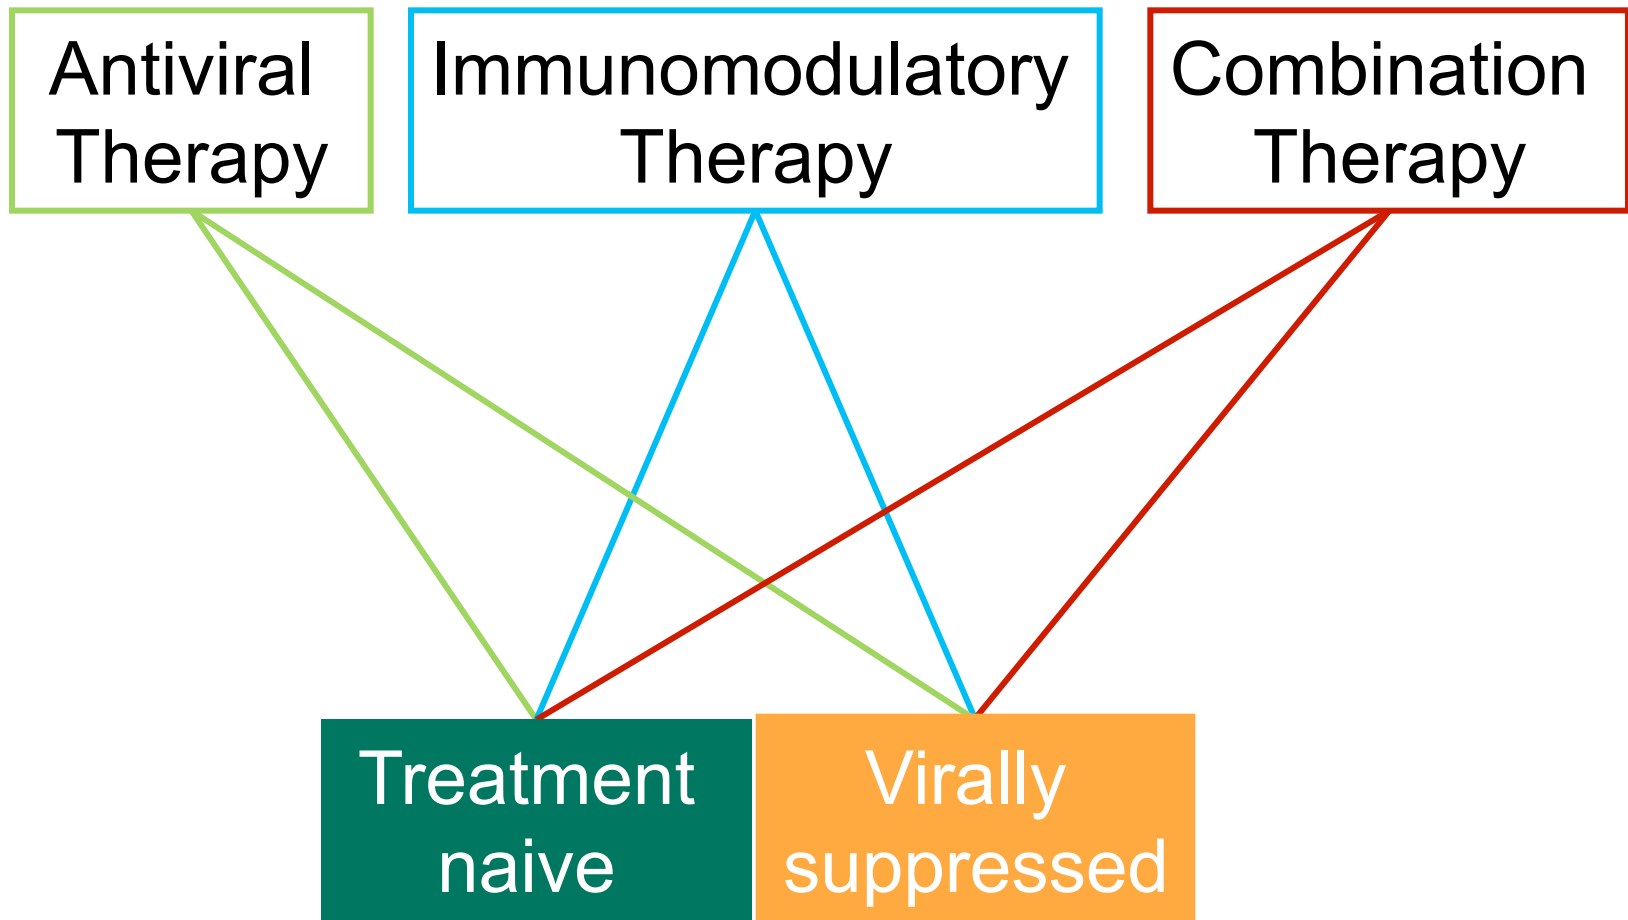 Antiviral
Therapy
Immunomodulatory
Therapy
Combination
Therapy
Treatment
naive
Virally
suppressed